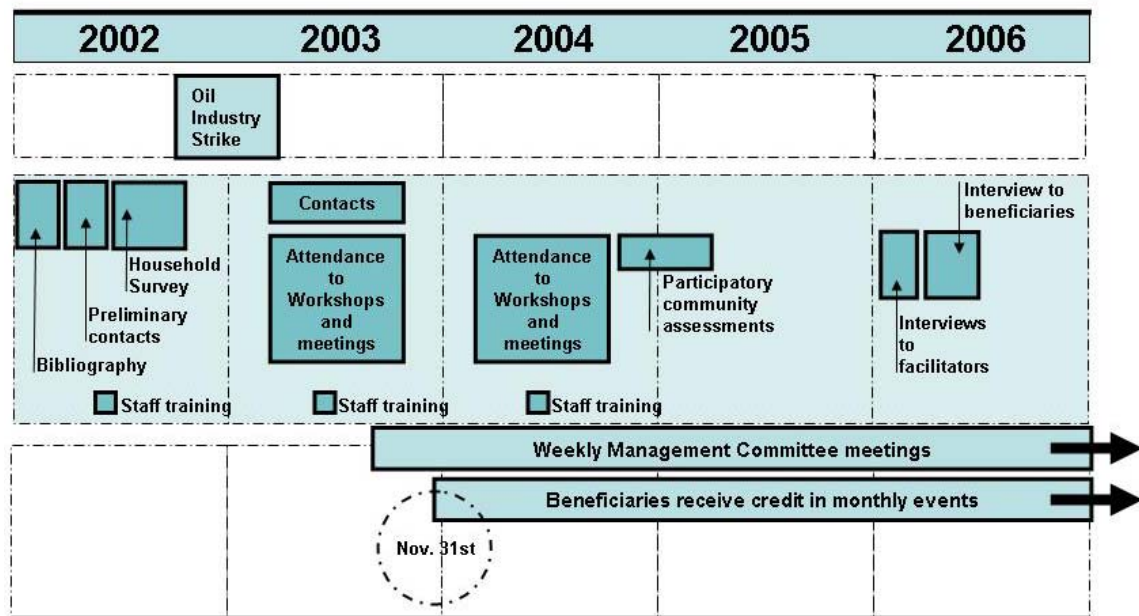 2002 2003 2004 2005 2006
Oil
Industry
Strike
Contacts
Interview to
beneficiaries
Attendance
to
Workshops
and
meetings
Attendance
to
Workshops
and
meetings
Household
Survey
Participatory
community
assessments
Preliminary
contacts
Interviews
to
facilitators
Bibliography
Staff training
Staff training
Staff training
Weekly Management Committee meetings
Beneficiaries receive credit in monthly events
Nov. 31st